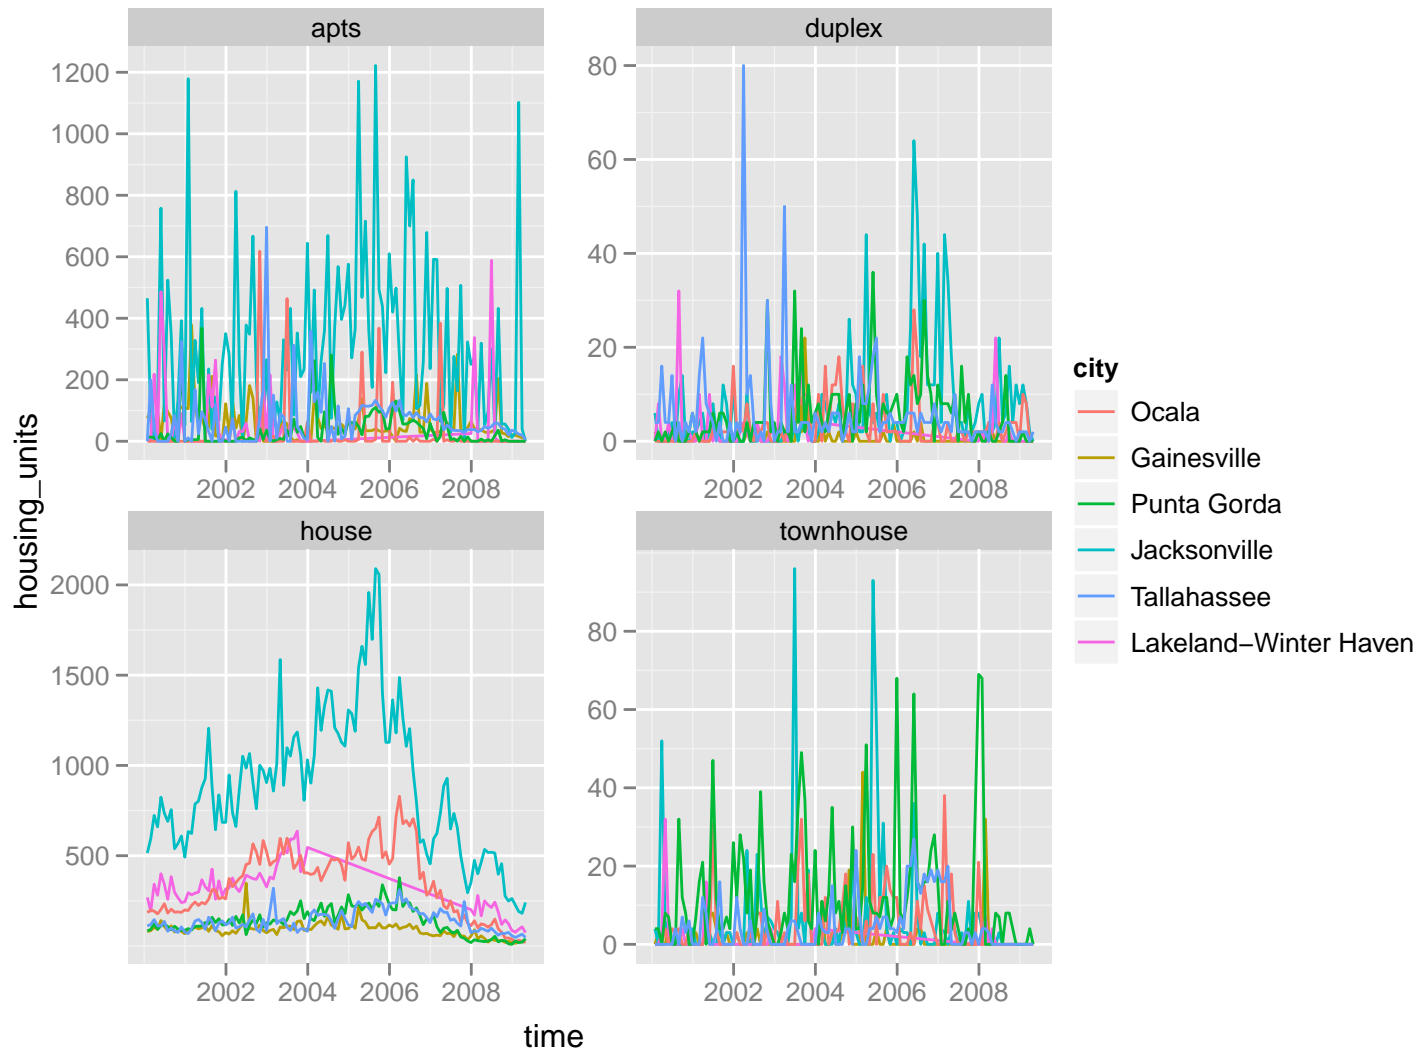 apts
duplex
1200
1000
800
600
400
200
0
80
60
40
20
0
2002 2004 2006 2008
2002 2004 2006 2008
house
townhouse
2000
1500
1000
500
80
60
40
20
0
2002 2004 2006 2008
2002 2004 2006 2008
housing_units
time
city
Ocala
Gainesville
Punta Gorda
Jacksonville
Tallahassee
Lakeland−Winter Haven